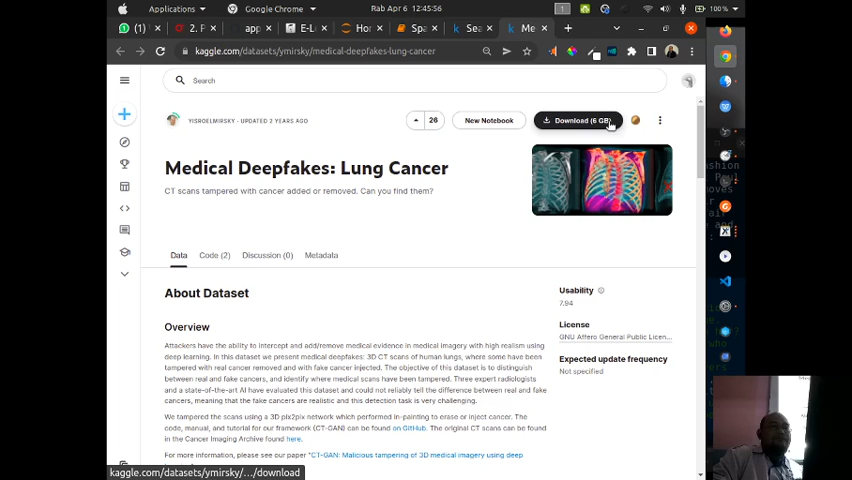 Applications
Google Chrome
Rab Apr 6 12:45:56
100%
(1)
2. P
app
E-L
Hor
Spa
Sea
Me
kaggle.com/datasets/ymirsky/medical-deepfakes-lung-cancer
Search
YISROELMIRSKY · UPDATED 2 YEARS AGO
26
New Notebook
Download (6 GB)
Medical Deepfakes: Lung Cancer
CT scans tampered with cancer added or removed. Can you find them?
Data
Code (2)
Discussion (0)
Metadata
About Dataset
Usability
7.94
License
GNU Affero General Public Licen...
Expected update frequency
Not specified
Overview
Attackers have the ability to intercept and add/remove medical evidence in medical imagery with high realism using
deep learning. In this dataset we present medical deepfakes: 3D CT scans of human lungs, where some have been
tampered with real cancer removed and with fake cancer injected. The objective of this dataset is to distinguish
between real and fake cancers, and identify where medical scans have been tampered. Three expert radiologists
and a state-of-the-art AI have evaluated this dataset and could not reliably tell the difference between real and fake
cancers, meaning that the fake cancers are realistic and this detection task is very challenging.
We tampered the scans using a 3D pix2pix network which performed in-painting to erase or inject cancer. The
code, manual, and tutorial for our framework (CT-GAN) can be found on GitHub. The original CT scans can be found
in the Cancer Imaging Archive found here.
For more information, please see our paper "CT-GAN: Malicious tampering of 3D medical imagery using deep
kaggle.com/datasets/ymirsky/.../download